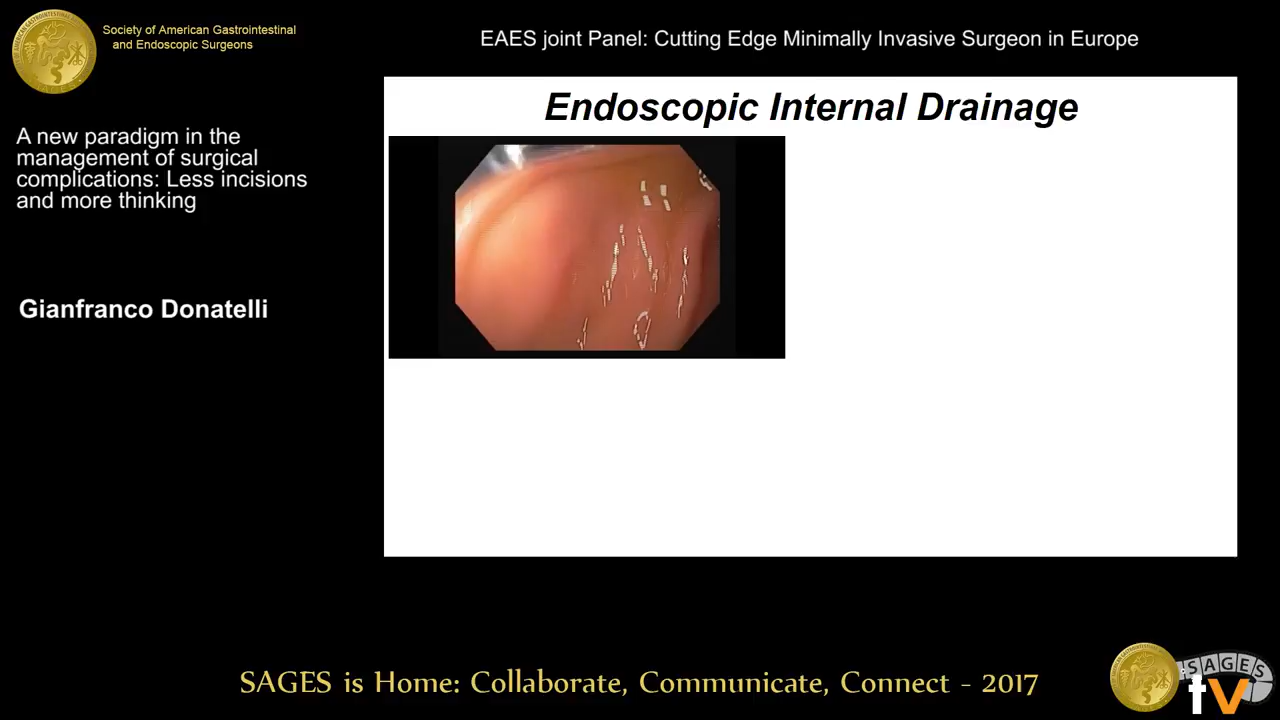 Society of American Gastrointestinal
and Endoscopic Surgeons
EAES joint Panel: Cutting Edge Minimally Invasive Surgeon in Europe
A new paradigm in the
management of surgical
complications: Less incisions
and more thinking
Gianfranco Donatelli
Endoscopic Internal Drainage
SAGES is Home: Collaborate, Communicate, Connect - 2017
SAGES
tv